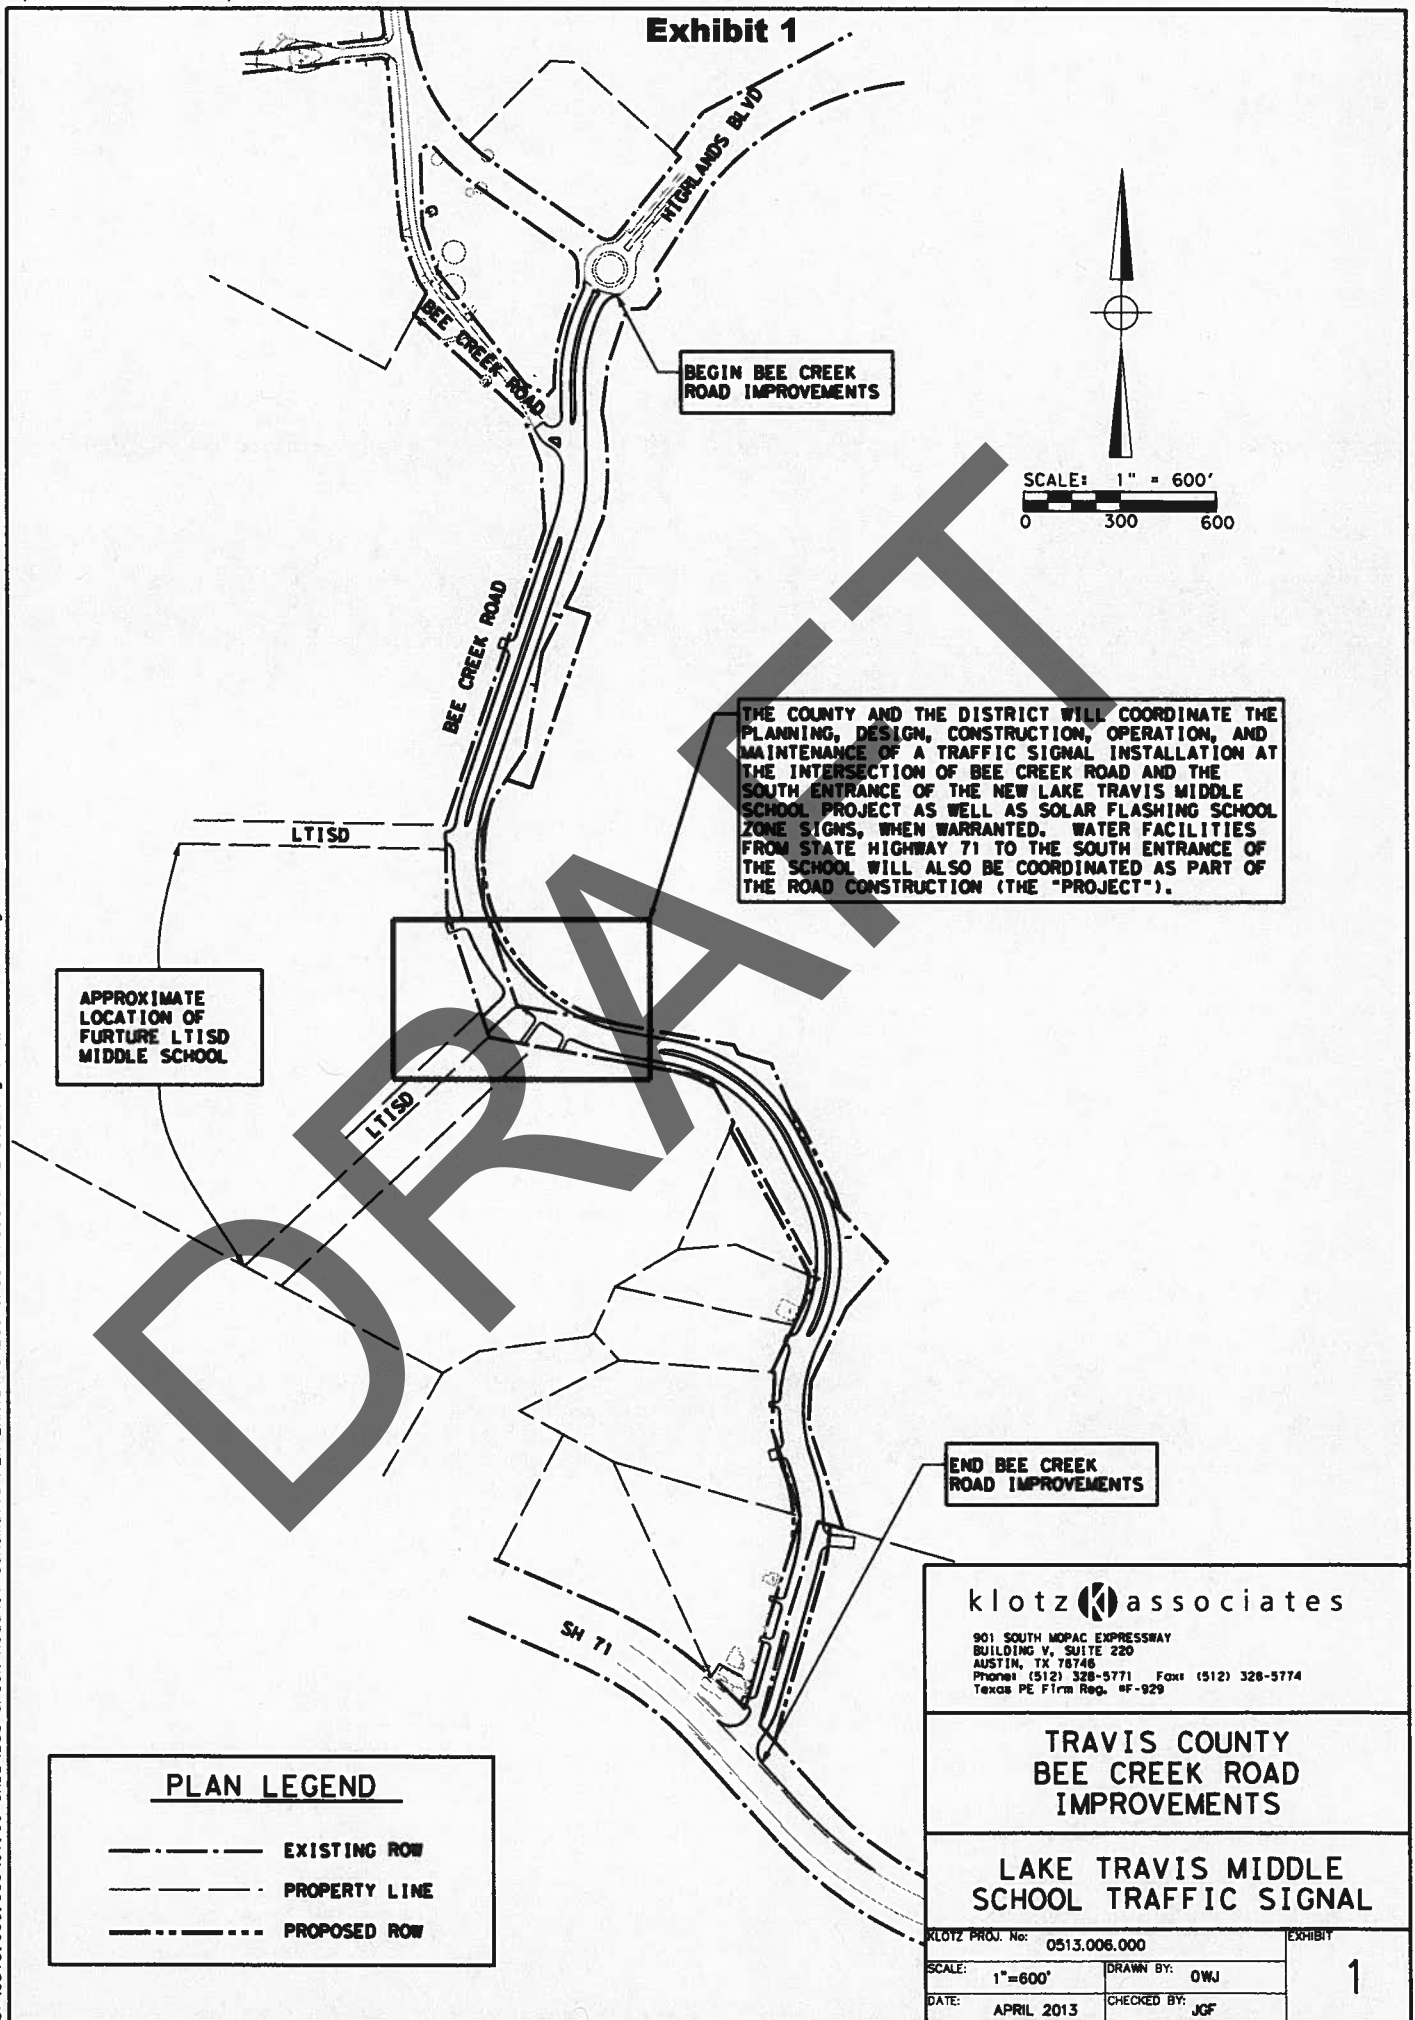 Exhibit 1
HIGHLANDS BLVD
BEE CREEK ROAD
BEGIN BEE CREEK
ROAD IMPROVEMENTS
SCALE: 1" = 600'
0 300 600
BEE CREEK ROAD
THE COUNTY AND THE DISTRICT WILL COORDINATE THE
PLANNING, DESIGN, CONSTRUCTION, OPERATION, AND
MAINTENANCE OF A TRAFFIC SIGNAL INSTALLATION AT
THE INTERSECTION OF BEE CREEK ROAD AND THE
SOUTH ENTRANCE OF THE NEW LAKE TRAVIS MIDDLE
SCHOOL PROJECT AS WELL AS SOLAR FLASHING SCHOOL
ZONE SIGNS, WHEN WARRANTED. WATER FACILITIES
FROM STATE HIGHWAY 71 TO THE SOUTH ENTRANCE OF
THE SCHOOL WILL ALSO BE COORDINATED AS PART OF
THE ROAD CONSTRUCTION (THE "PROJECT").
LTISD
APPROXIMATE
LOCATION OF
FURTURE LTISD
MIDDLE SCHOOL
LTISD
DRAFT
END BEE CREEK
ROAD IMPROVEMENTS
SH 71
klotz K associates
901 SOUTH MOPAC EXPRESSWAY
BUILDING V, SUITE 220
AUSTIN, TX 78746
Phone: (512) 328-5771 Fax: (512) 328-5774
Texas PE Firm Reg. #F-929
TRAVIS COUNTY
BEE CREEK ROAD
IMPROVEMENTS
LAKE TRAVIS MIDDLE
SCHOOL TRAFFIC SIGNAL
KLOTZ PROJ. No: 0513.006.000
EXHIBIT
1
SCALE: 1"=600'
DRAWN BY: OWJ
DATE: APRIL 2013
CHECKED BY: JGF
PLAN LEGEND
EXISTING ROW
PROPERTY LINE
PROPOSED ROW